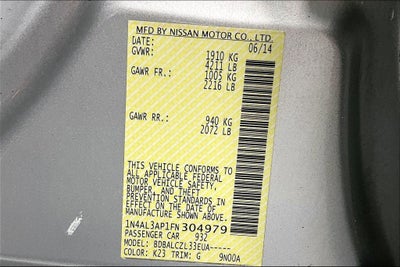 MFD BY NISSAN MOTOR CO., LTD.
DATE: 06/14
GVWR: 1910 KG
4211 LB
GAWR FR.: 1005 KG
2216 LB
GAWR RR.: 940 KG
2072 LB
THIS VEHICLE CONFORMS TO
ALL APPLICABLE FEDERAL
MOTOR VEHICLE SAFETY,
BUMPER, AND THEFT
PREVENTION STANDARDS IN
EFFECT ON THE DATE OF
MANUFACTURE SHOWN ABOVE.
1N4AL3AP1FN304979
PASSENGER CAR 932
MODEL: BDBALCZL33EUA-----
COLOR: K23 TRIM: G 9N00A